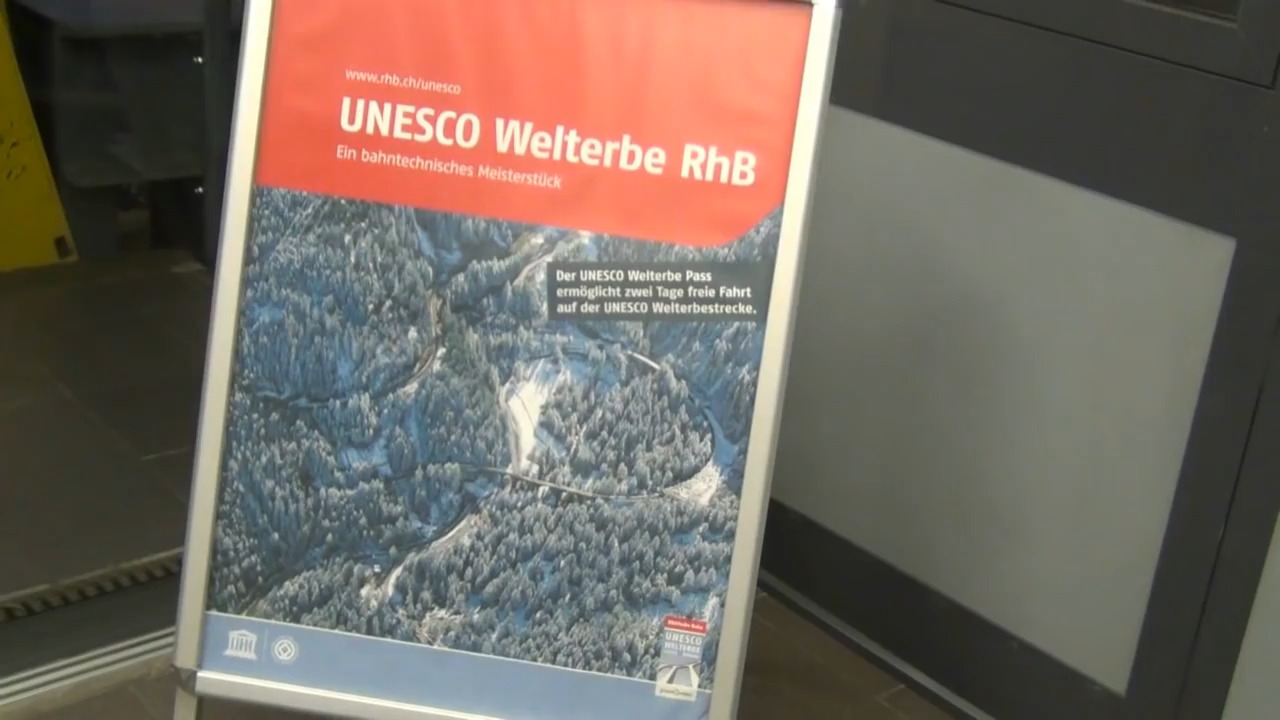 www.rhb.ch/unesco
UNESCO Welterbe RhB
Ein bahntechnisches Meisterstück
Der UNESCO Welterbe Pass
ermöglicht zwei Tage freie Fahrt
auf der UNESCO Welterbestrecke.
UNESCO
WELTERBE